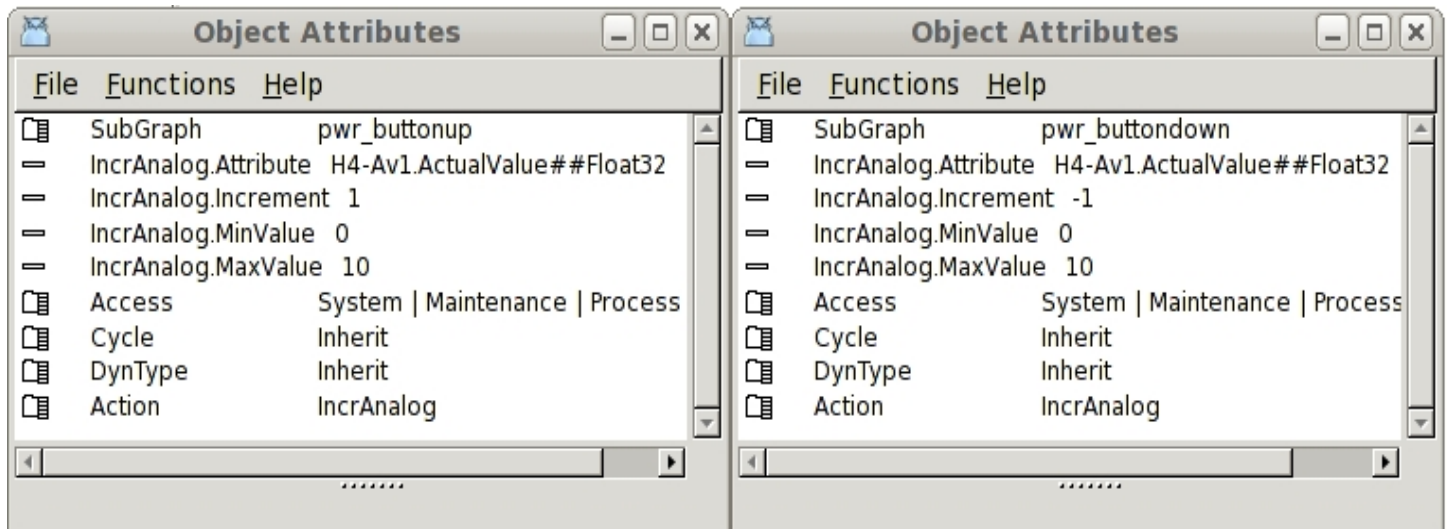 Object Attributes
File Functions Help
SubGraph pwr_buttonup
IncrAnalog.Attribute H4-Av1.ActualValue##Float32
IncrAnalog.Increment 1
IncrAnalog.MinValue 0
IncrAnalog.MaxValue 10
Access System | Maintenance | Process
Cycle Inherit
DynType Inherit
Action IncrAnalog
Object Attributes
File Functions Help
SubGraph pwr_buttondown
IncrAnalog.Attribute H4-Av1.ActualValue##Float32
IncrAnalog.Increment -1
IncrAnalog.MinValue 0
IncrAnalog.MaxValue 10
Access System | Maintenance | Process
Cycle Inherit
DynType Inherit
Action IncrAnalog